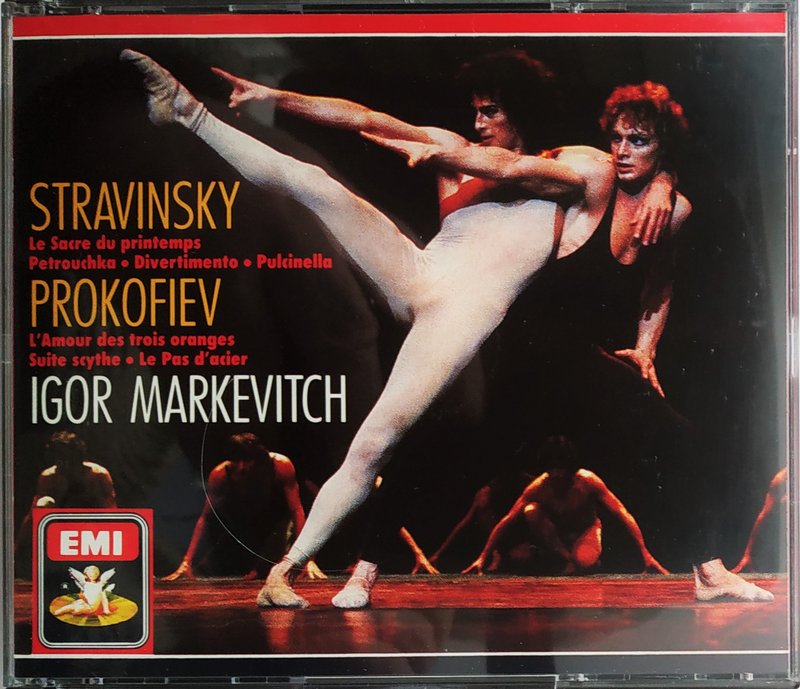 STRAVINSKY
Le Sacre du printemps
Petrouchka • Divertimento • Pulcinella
PROKOFIEV
L'Amour des trois oranges
Suite scythe • Le Pas d'acier
IGOR MARKEVITCH
EMI